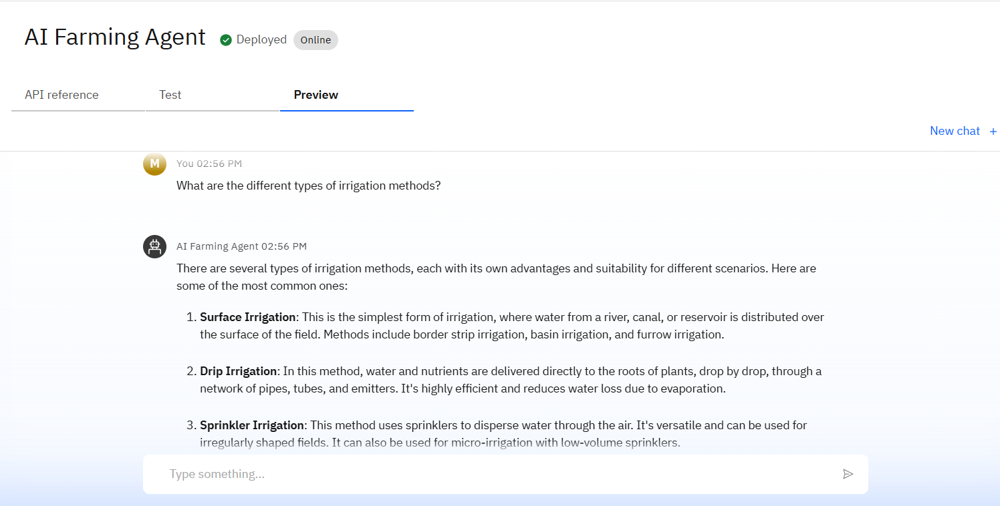 AI Farming Agent Deployed Online
API reference Test Preview
New chat +
M You 02:56 PM
What are the different types of irrigation methods?
AI Farming Agent 02:56 PM
There are several types of irrigation methods, each with its own advantages and suitability for different scenarios. Here are
some of the most common ones:
1. Surface Irrigation: This is the simplest form of irrigation, where water from a river, canal, or reservoir is distributed over
the surface of the field. Methods include border strip irrigation, basin irrigation, and furrow irrigation.
2. Drip Irrigation: In this method, water and nutrients are delivered directly to the roots of plants, drop by drop, through a
network of pipes, tubes, and emitters. It's highly efficient and reduces water loss due to evaporation.
3. Sprinkler Irrigation: This method uses sprinklers to disperse water through the air. It's versatile and can be used for
irregularly shaped fields. It can also be used for micro-irrigation with low-volume sprinklers.
Type something...